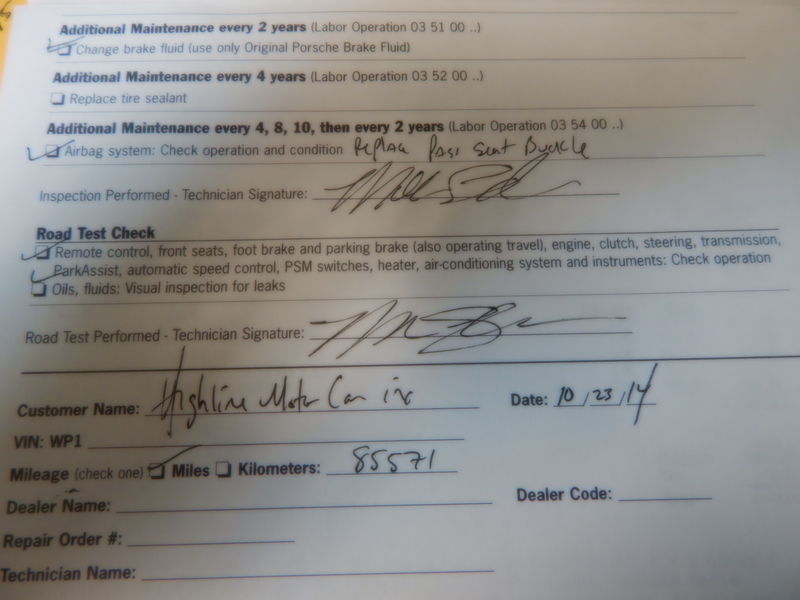 Additional Maintenance every 2 years (Labor Operation 03 51 00 ..)
Change brake fluid (use only Original Porsche Brake Fluid)
Additional Maintenance every 4 years (Labor Operation 03 52 00 ..)
Replace tire sealant
Additional Maintenance every 4, 8, 10, then every 2 years (Labor Operation 03 54 00 ..)
Airbag system: Check operation and condition Replace Pass Seat Buckle
Inspection Performed - Technician Signature:
Road Test Check
Remote control, front seats, foot brake and parking brake (also operating travel), engine, clutch, steering, transmission,
ParkAssist, automatic speed control, PSM switches, heater, air-conditioning system and instruments: Check operation
Oils, fluids: Visual inspection for leaks
Road Test Performed - Technician Signature:
Customer Name: Highline Motor Car inc Date: 10/23/14
VIN: WP1
Mileage (check one) Miles Kilometers: 85571
Dealer Name: Dealer Code:
Repair Order #:
Technician Name: